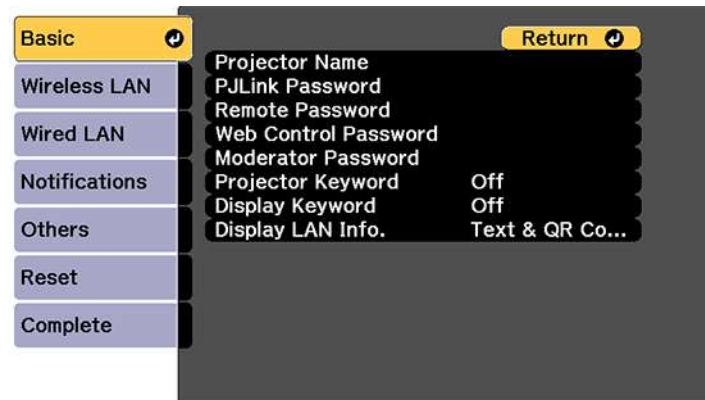 Basic
Wireless LAN
Wired LAN
Notifications
Others
Reset
Complete
Return
Projector Name
PJLink Password
Remote Password
Web Control Password
Moderator Password
Projector Keyword Off
Display Keyword Off
Display LAN Info. Text & QR Co...